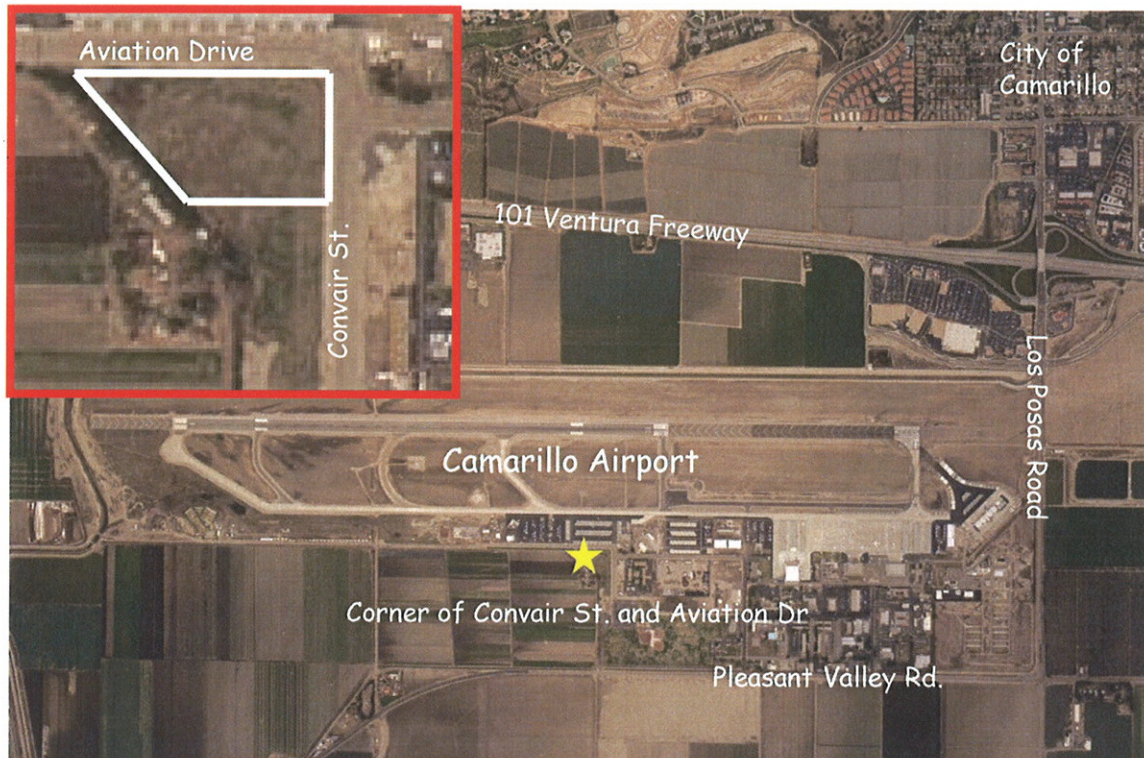 Aviation Drive
Convair St.
City of
Camarillo
101 Ventura Freeway
Los Posas Road
Camarillo Airport
Corner of Convair St. and Aviation Dr
Pleasant Valley Rd.